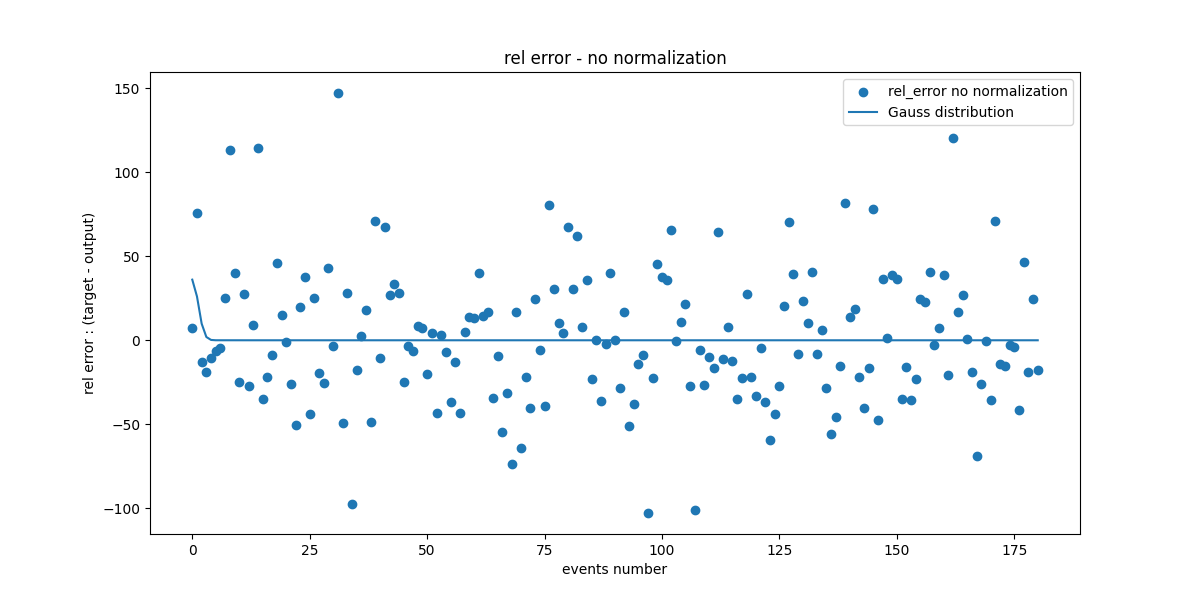 rel error - no normalization
rel_error no normalization
Gauss distribution
150
100
50
0
−50
−100
rel error : (target - output)
0
25
50
75
100
125
150
175
events number